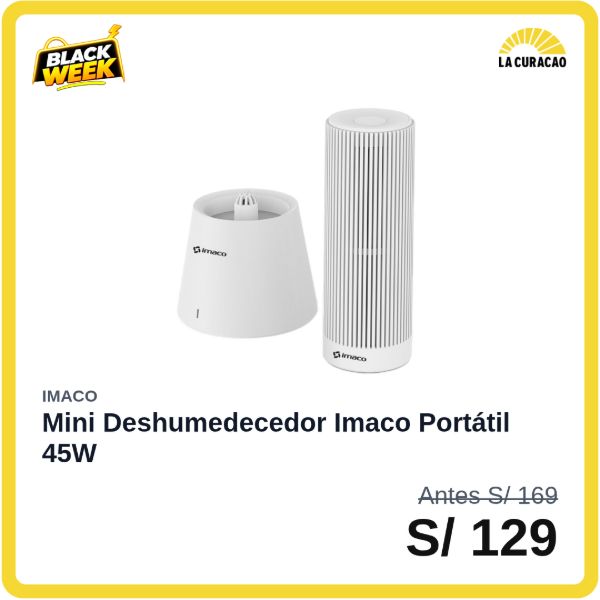 BLACK
WEEK
LA CURACAO
imaco
imaco
IMACO
Mini Deshumedecedor Imaco Portátil
45W
Antes S/ 169
S/ 129